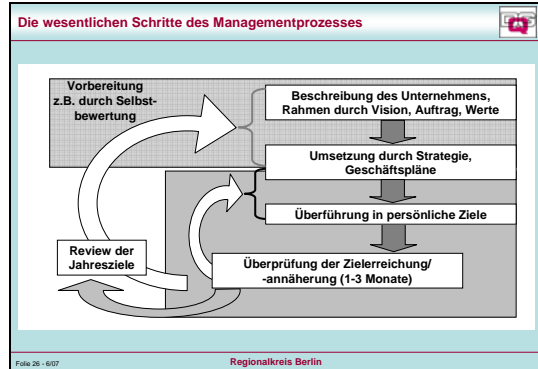 Die wesentlichen Schritte des Managementprozesses
DGQ
Vorbereitung
z.B. durch Selbst-
bewertung
Beschreibung des Unternehmens,
Rahmen durch Vision, Auftrag, Werte
Umsetzung durch Strategie,
Geschäftspläne
Überführung in persönliche Ziele
Review der
Jahresziele
Überprüfung der Zielerreichung/
-annäherung (1-3 Monate)
Folie 26 - 6/07
Regionalkreis Berlin